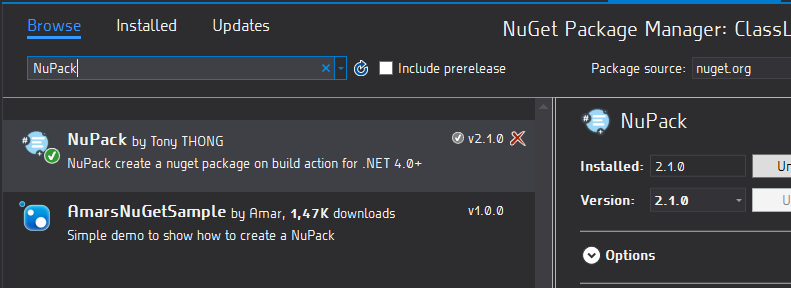 Browse Installed Updates NuGet Package Manager: ClassL
NuPack Include prerelease Package source: nuget.org
NuPack by Tony THONG v2.1.0
NuPack create a nuget package on build action for .NET 4.0+
AmarsNuGetSample by Amar, 1,47K downloads v1.0.0
Simple demo to show how to create a NuPack
NuPack
Installed: 2.1.0 Un
Version: 2.1.0 U
Options